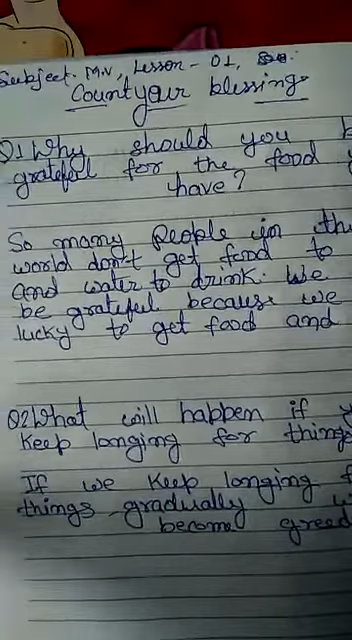 Subject. M.V, Lesson - 01,
Count your blessings
Q1 Why should you b
grateful for the food y
have?
So many people in the
world don't get food to
and water to drink. We
be grateful because we
lucky to get food and
Q2 What will happen if y
keep longing for things
If we keep longing f
things gradually w
become greed